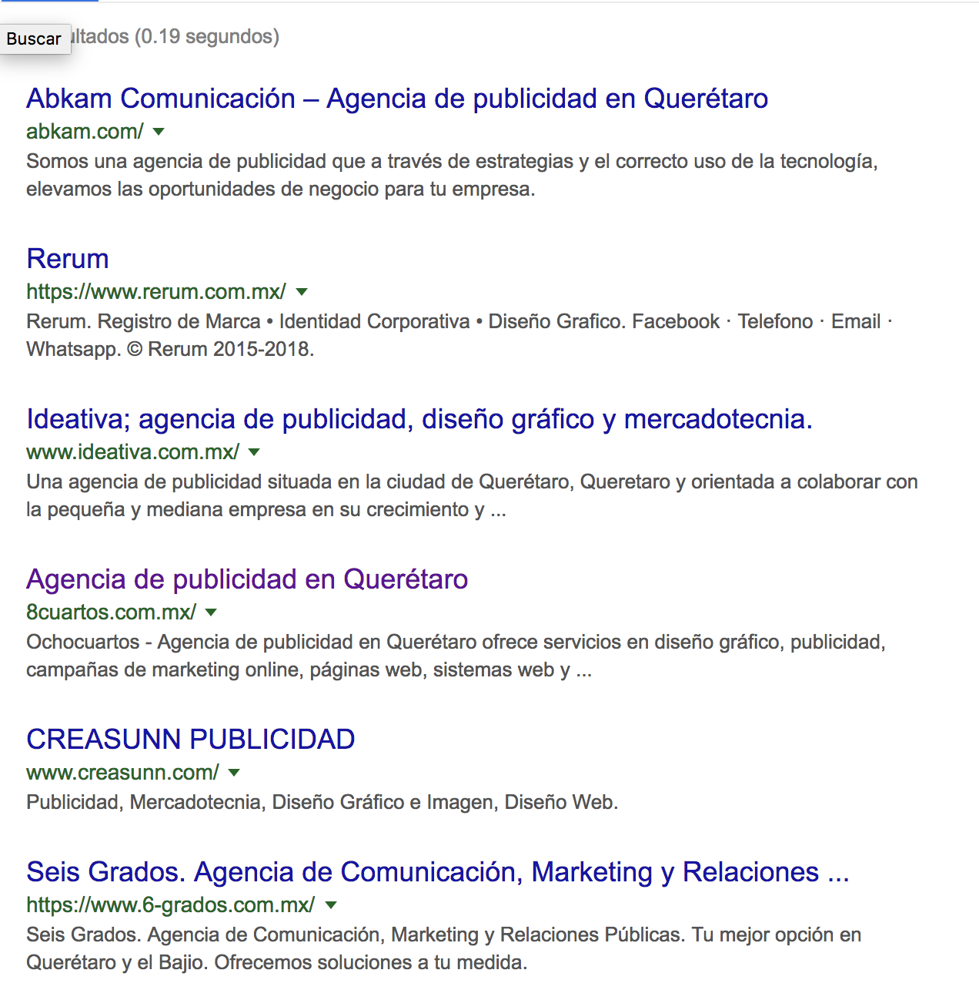 Buscar ultados (0.19 segundos)
Abkam Comunicación – Agencia de publicidad en Querétaro
abkam.com/
Somos una agencia de publicidad que a través de estrategias y el correcto uso de la tecnología,
elevamos las oportunidades de negocio para tu empresa.
Rerum
https://www.rerum.com.mx/
Rerum. Registro de Marca • Identidad Corporativa • Diseño Grafico. Facebook · Telefono · Email ·
Whatsapp. © Rerum 2015-2018.
Ideativa; agencia de publicidad, diseño gráfico y mercadotecnia.
www.ideativa.com.mx/
Una agencia de publicidad situada en la ciudad de Querétaro, Queretaro y orientada a colaborar con
la pequeña y mediana empresa en su crecimiento y ...
Agencia de publicidad en Querétaro
8cuartos.com.mx/
Ochocuartos - Agencia de publicidad en Querétaro ofrece servicios en diseño gráfico, publicidad,
campañas de marketing online, páginas web, sistemas web y ...
CREASUNN PUBLICIDAD
www.creasunn.com/
Publicidad, Mercadotecnia, Diseño Gráfico e Imagen, Diseño Web.
Seis Grados. Agencia de Comunicación, Marketing y Relaciones ...
https://www.6-grados.com.mx/
Seis Grados. Agencia de Comunicación, Marketing y Relaciones Públicas. Tu mejor opción en
Querétaro y el Bajio. Ofrecemos soluciones a tu medida.